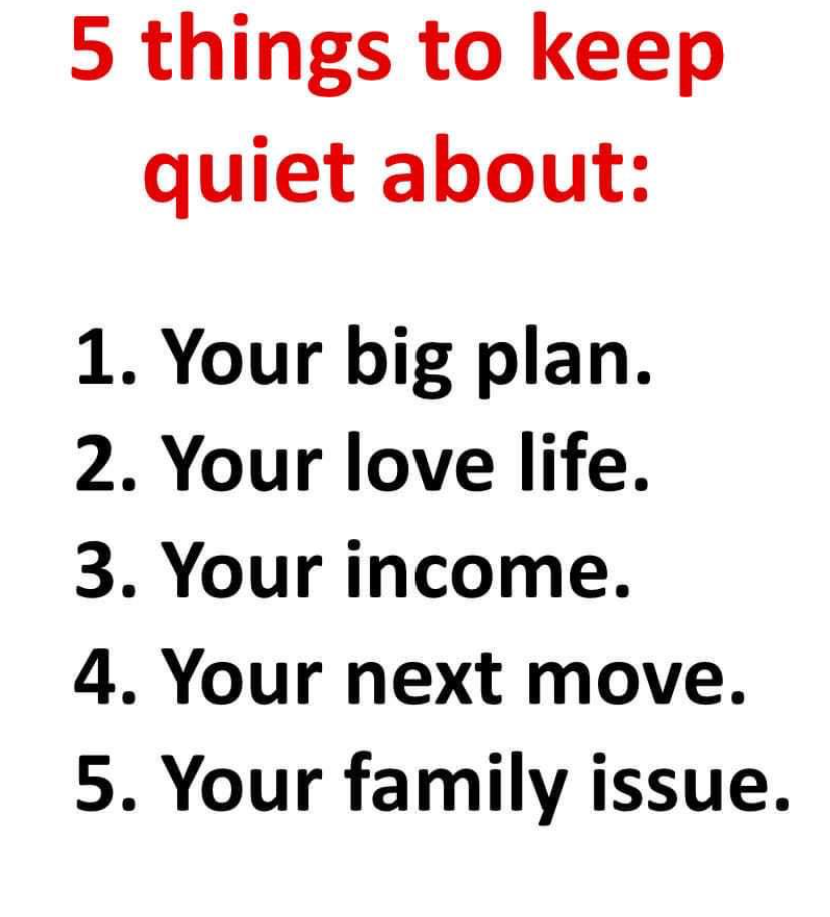 5 things to keep
quiet about:
1. Your big plan.
2. Your love life.
3. Your income.
4. Your next move.
5. Your family issue.